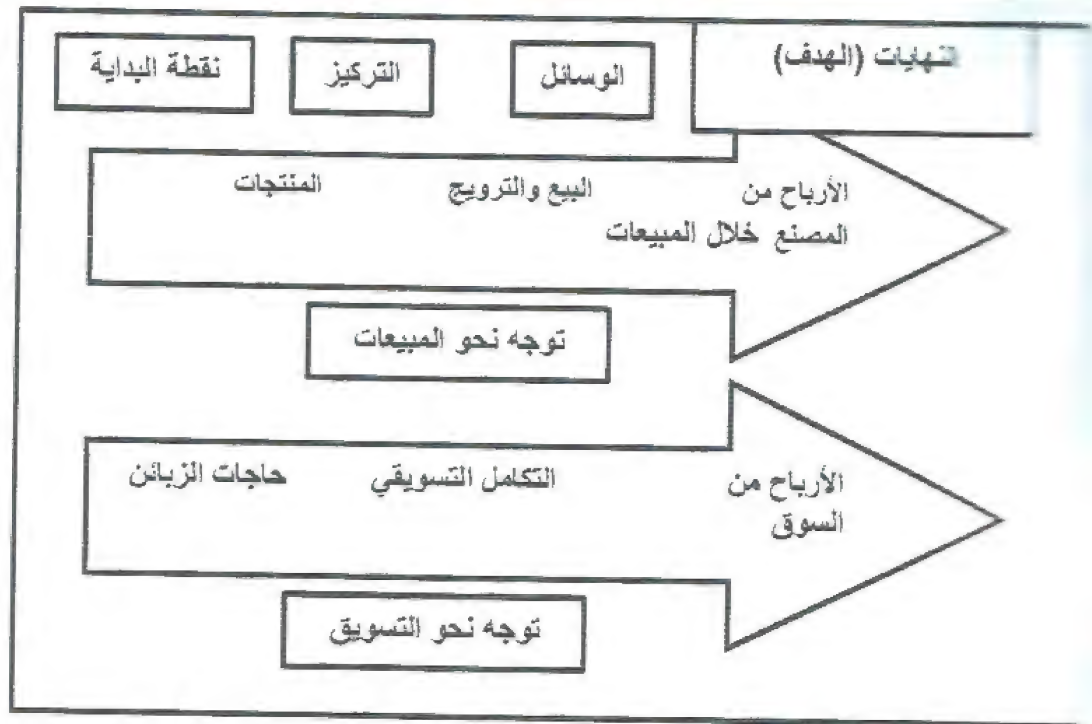 نقطة البداية
التركيز
الوسائل
النهايات (الهدف)
المنتجات
البيع والترويج
الأرباح من
المصنع خلال المبيعات
توجه نحو المبيعات
حاجات الزبائن
التكامل التسويقي
الأرباح من
السوق
توجه نحو التسويق